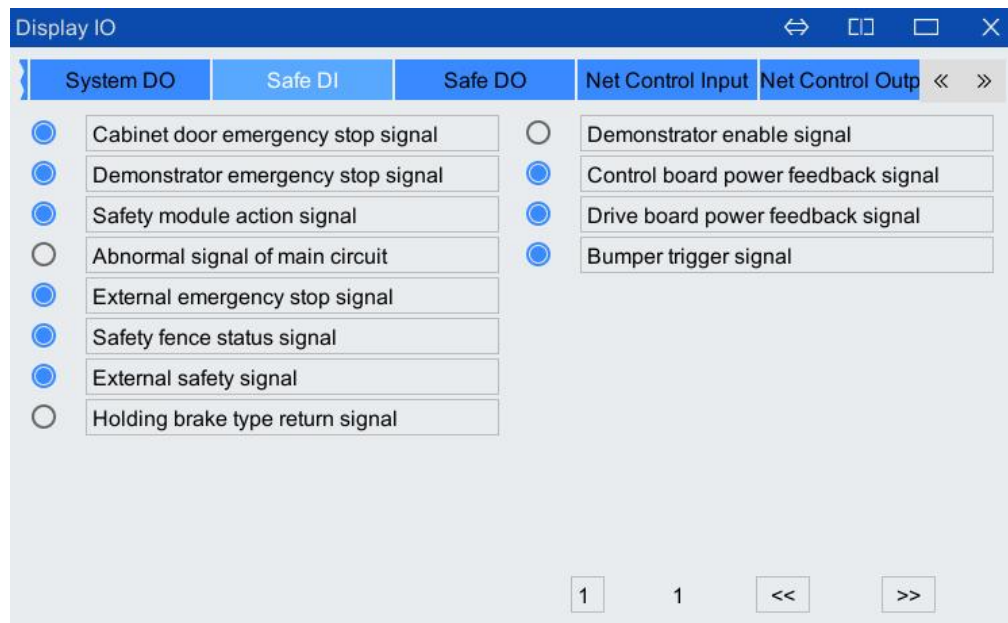 Display IO
System DO Safe DI Safe DO Net Control Input Net Control Outp « »
Cabinet door emergency stop signal
Demonstrator emergency stop signal
Safety module action signal
Abnormal signal of main circuit
External emergency stop signal
Safety fence status signal
External safety signal
Holding brake type return signal
Demonstrator enable signal
Control board power feedback signal
Drive board power feedback signal
Bumper trigger signal
1 1 << >>